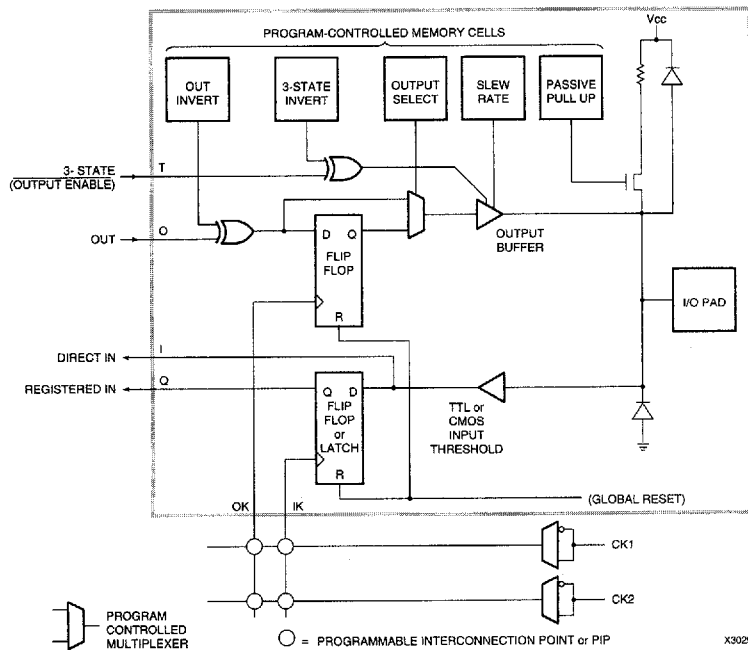 Vcc
PROGRAM-CONTROLLED MEMORY CELLS
OUT
INVERT
3-STATE
INVERT
OUTPUT
SELECT
SLEW
RATE
PASSIVE
PULL UP
3- STATE
(OUTPUT ENABLE)
T
OUT
O
D Q
FLIP
FLOP
R
OUTPUT
BUFFER
I/O PAD
DIRECT IN
I
REGISTERED IN
Q
Q D
FLIP
FLOP
or
LATCH
R
TTL or
CMOS
INPUT
THRESHOLD
OK
IK
(GLOBAL RESET)
CK1
CK2
PROGRAM
CONTROLLED
MULTIPLEXER
= PROGRAMMABLE INTERCONNECTION POINT or PIP